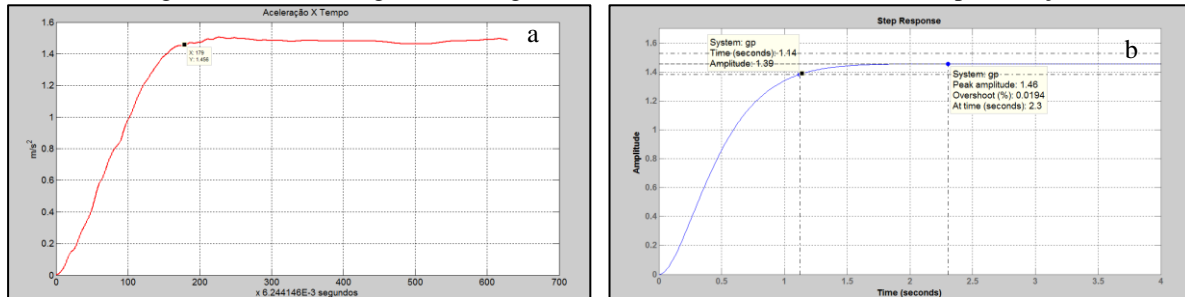 Aceleração X Tempo
a
1.6
1.4
1.2
1
0.8
0.6
0.4
0.2
0
m/s²
X: 179
Y: 1.456
0 100 200 300 400 500 600 700
x 6.244146E-3 segundos
Step Response
b
System: gp
Time (seconds): 1.14
Amplitude: 1.39
System: gp
Peak amplitude: 1.46
Overshoot (%): 0.0194
At time (seconds): 2.3
1.6
1.4
1.2
1
0.8
0.6
0.4
0.2
0
Amplitude
0 0.5 1 1.5 2 2.5 3 3.5 4
Time (seconds)